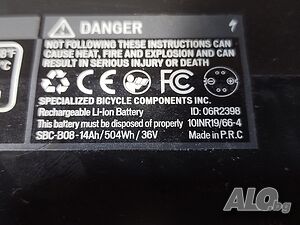 DANGER
NOT FOLLOWING THESE INSTRUCTIONS CAN
CAUSE HEAT, FIRE AND EXPLOSION AND CAN
RESULT IN SERIOUS INJURY OR DEATH
CE FC
SPECIALIZED BICYCLE COMPONENTS INC.
Rechargeable Li-Ion Battery ID: 06R2398
This battery must be disposed of properly 10INR19/66-4
SBC-B08-14Ah/504Wh/36V Made in P.R.C
ALO.bg